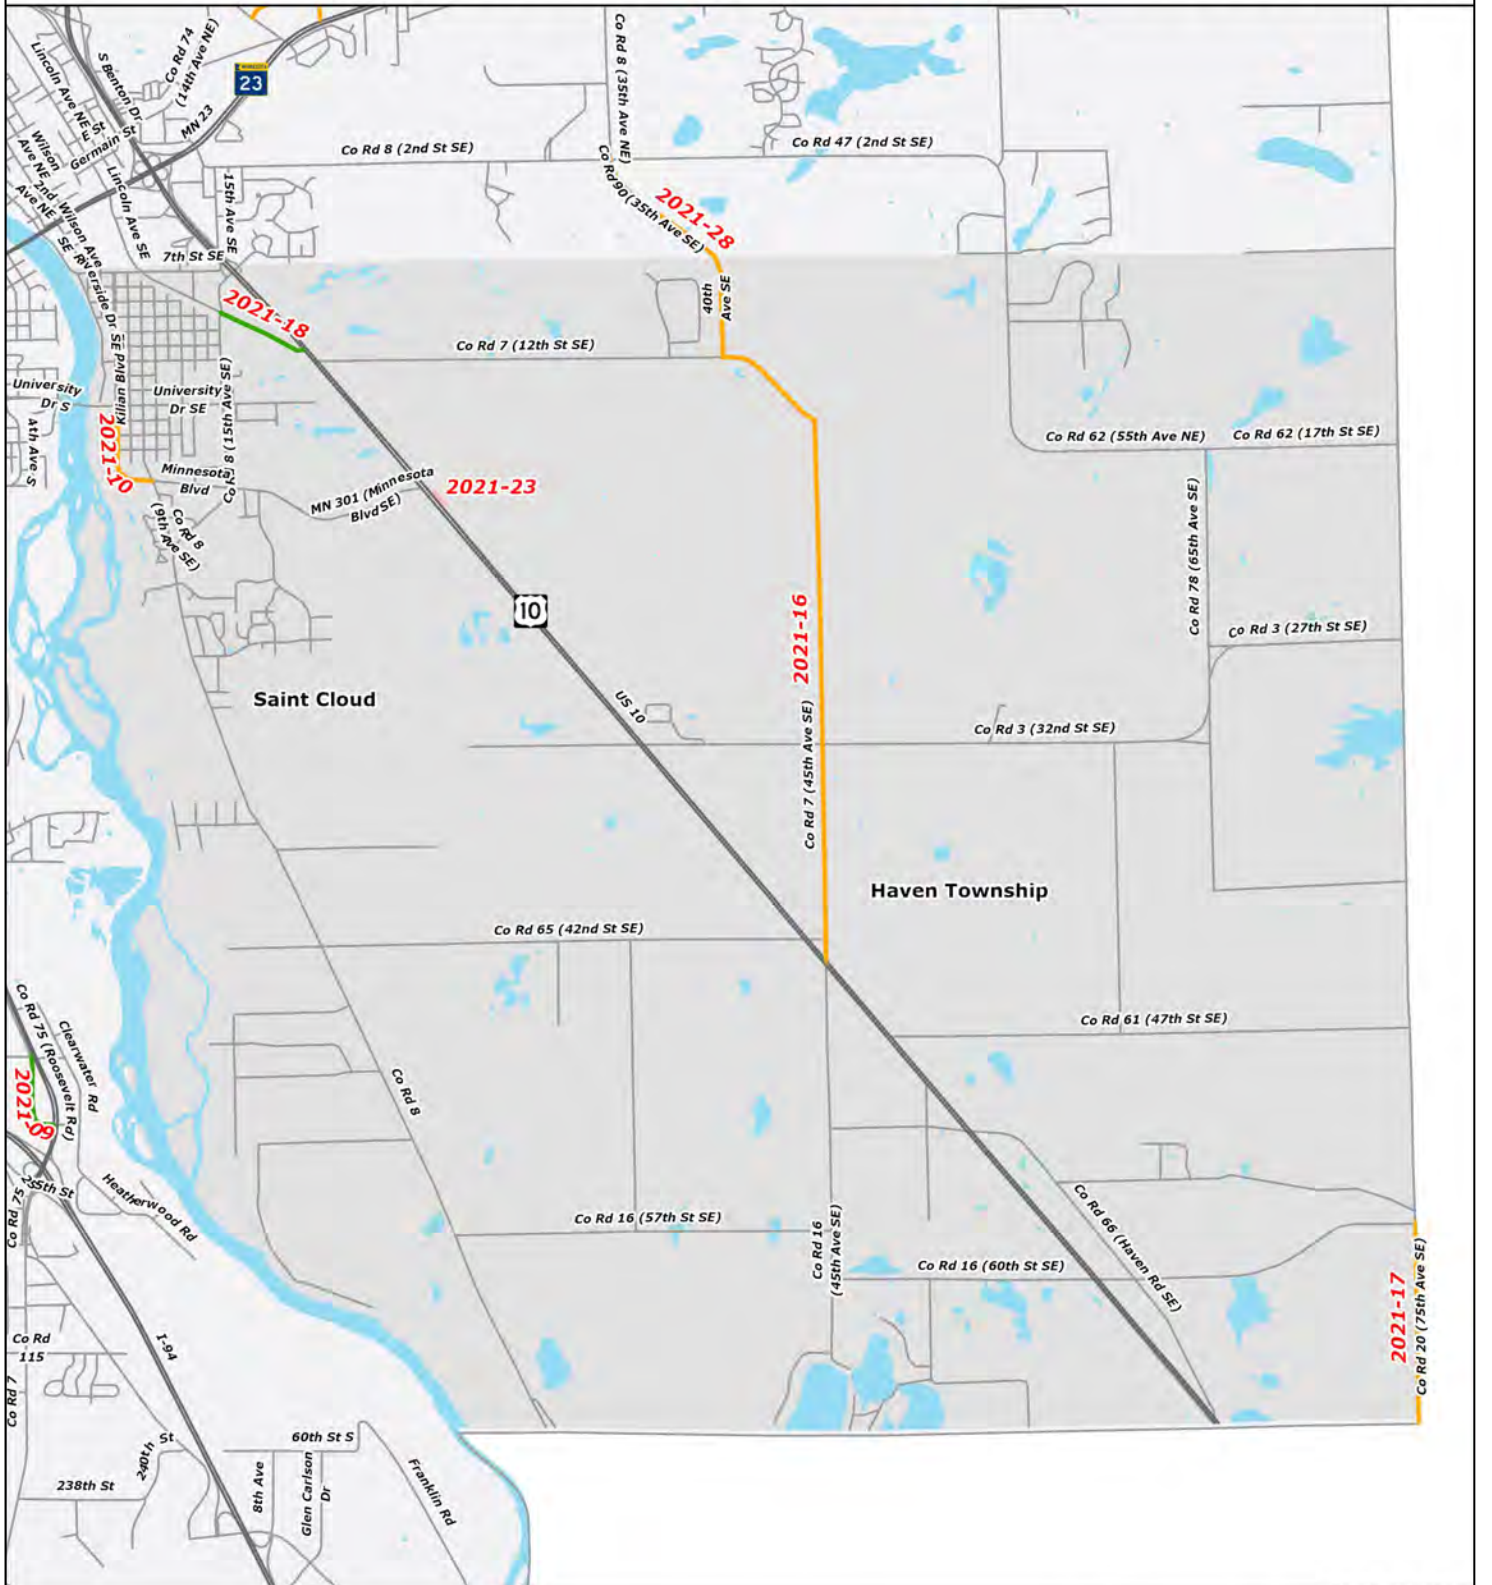 Co Rd 74
(14th Ave NE)
S Benton Dr
Lincoln Ave NE
23
MN 23
E St
Germain St
Wilson
Ave NE
2nd
Ave NE
Wilson Ave
SE
Lincoln Ave SE
15th Ave SE
7th St SE
Riverside Dr SE
Co Rd 8 (2nd St SE)
Co Rd 8 (35th Ave NE)
Co Rd 47 (2nd St SE)
Co Rd 90 (35th Ave SE)
2021-28
40th
Ave SE
2021-18
Co Rd 7 (12th St SE)
Kilian Blvd
University
Dr S
University
Dr SE
4th Ave S
2021-10
Co Rd 8 (15th Ave SE)
Minnesota
Blvd
Co Rd 8
(9th Ave SE)
MN 301 (Minnesota
Blvd SE)
2021-23
Co Rd 62 (55th Ave NE)
Co Rd 62 (17th St SE)
Co Rd 78 (65th Ave SE)
10
2021-16
Co Rd 3 (27th St SE)
Saint Cloud
US 10
Co Rd 7 (45th Ave SE)
Co Rd 3 (32nd St SE)
Haven Township
Co Rd 65 (42nd St SE)
Co Rd 61 (47th St SE)
Co Rd 75 (Roosevelt Rd)
Clearwater Rd
2021-09
Co Rd 8
Co Rd 75
255th St
Heatherwood Rd
Co Rd 16 (57th St SE)
Co Rd 16
(45th Ave SE)
Co Rd 66 (Haven Rd SE)
Co Rd 16 (60th St SE)
2021-17
Co Rd 20 (75th Ave SE)
Co Rd
115
I-94
Co Rd 7
60th St S
240th St
238th St
8th Ave
Glen Carlson
Dr
Franklin Rd